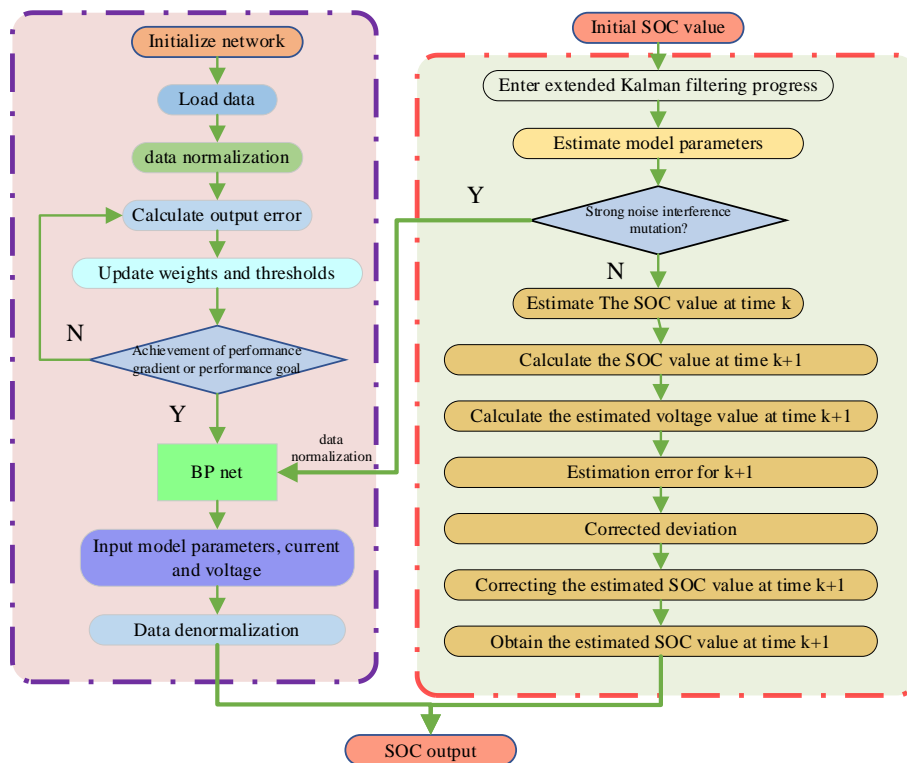 Initialize network
Load data
data normalization
Calculate output error
Update weights and thresholds
N
Achievement of performance
gradient or performance goal
Y
BP net
Input model parameters, current
and voltage
Data denormalization
data
normalization
Initial SOC value
Enter extended Kalman filtering progress
Estimate model parameters
Y
Strong noise interference
mutation?
N
Estimate The SOC value at time k
Calculate the SOC value at time k+1
Calculate the estimated voltage value at time k+1
Estimation error for k+1
Corrected deviation
Correcting the estimated SOC value at time k+1
Obtain the estimated SOC value at time k+1
SOC output